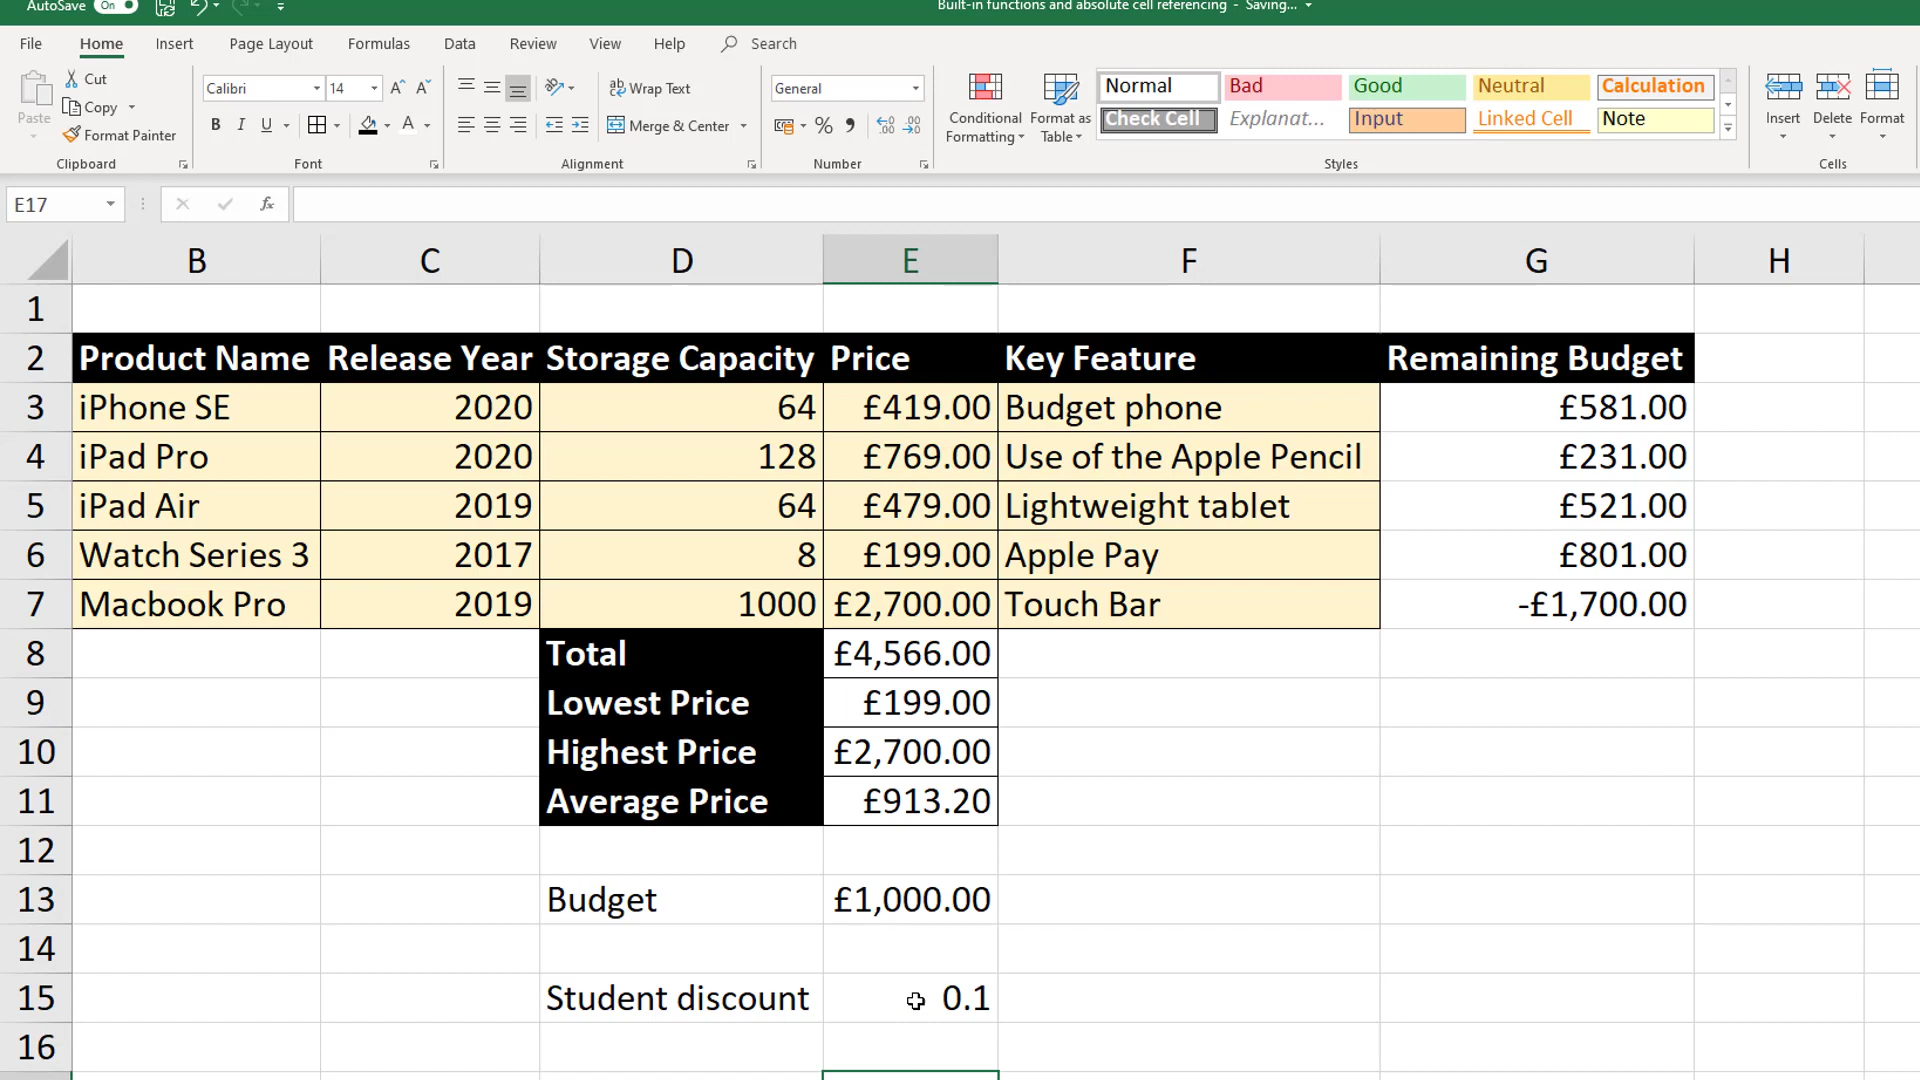 AutoSave On Built-in functions and absolute cell referencing - Saving...
File Home Insert Page Layout Formulas Data Review View Help Search
Cut
Copy
Format Painter
Paste
Clipboard
Calibri 14
B I U A
Font
Wrap Text
Merge & Center
Alignment
General
%
Number
Conditional Formatting
Format as Table
Normal Bad Good Neutral Calculation
Check Cell Explanat... Input Linked Cell Note
Styles
Insert Delete Format
Cells
E17 fx
B C D E F G H
1
2 Product Name Release Year Storage Capacity Price Key Feature Remaining Budget
3 iPhone SE 2020 64 £419.00 Budget phone £581.00
4 iPad Pro 2020 128 £769.00 Use of the Apple Pencil £231.00
5 iPad Air 2019 64 £479.00 Lightweight tablet £521.00
6 Watch Series 3 2017 8 £199.00 Apple Pay £801.00
7 Macbook Pro 2019 1000 £2,700.00 Touch Bar -£1,700.00
8 Total £4,566.00
9 Lowest Price £199.00
10 Highest Price £2,700.00
11 Average Price £913.20
12
13 Budget £1,000.00
14
15 Student discount 0.1
16